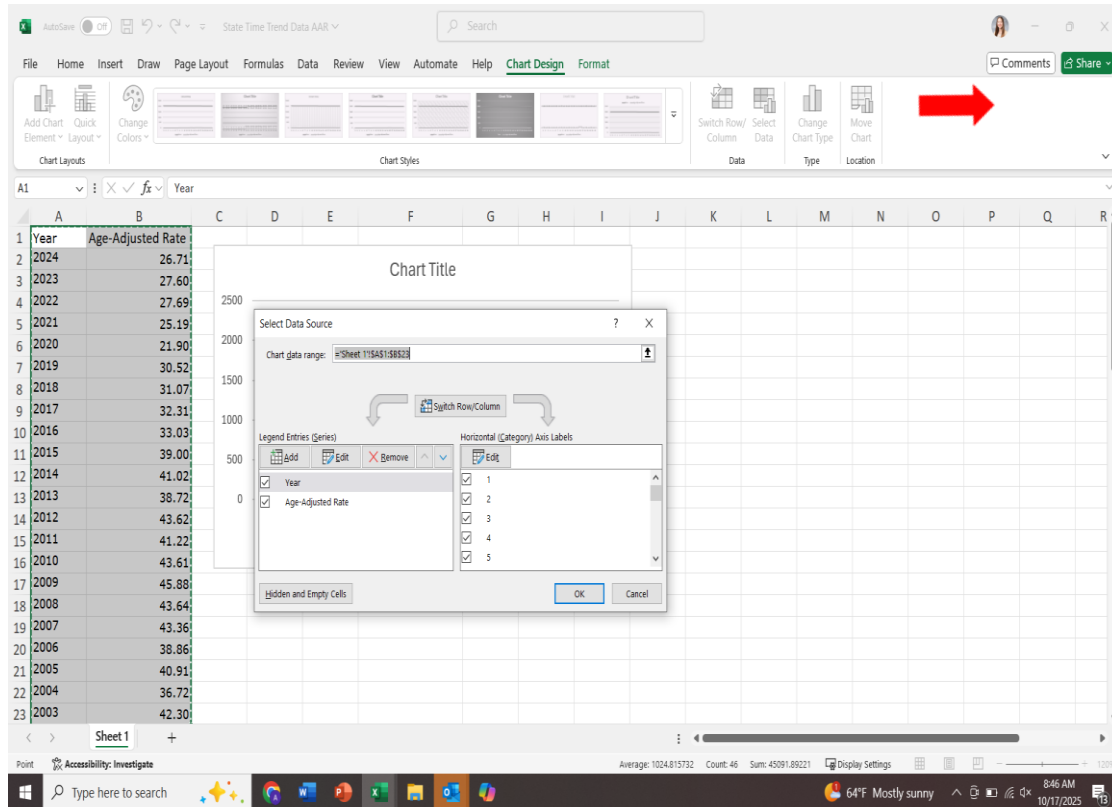 AutoSave Off State Time Trend Data AAR Search
File Home Insert Draw Page Layout Formulas Data Review View Automate Help Chart Design Format Comments Share
Add Chart Element Quick Layout Change Colors Switch Row/ Column Select Data Change Chart Type Move Chart
Chart Layouts Chart Styles Data Type Location
A1 fx Year
A B C D E F G H I J K L M N O P Q R
1 Year Age-Adjusted Rate
2 2024 26.71
3 2023 27.60
4 2022 27.69
5 2021 25.19
6 2020 21.90
7 2019 30.52
8 2018 31.07
9 2017 32.31
10 2016 33.03
11 2015 39.00
12 2014 41.02
13 2013 38.72
14 2012 43.62
15 2011 41.22
16 2010 43.61
17 2009 45.88
18 2008 43.64
19 2007 43.36
20 2006 38.86
21 2005 40.91
22 2004 36.72
23 2003 42.30
Chart Title
2500
2000
1500
1000
500
0
Select Data Source ? X
Chart data range: ='Sheet 1'!$A$1:$B$23
Switch Row/Column
Legend Entries (Series) Horizontal (Category) Axis Labels
Add Edit Remove Edit
Year 1
Age-Adjusted Rate 2
3
4
5
Hidden and Empty Cells OK Cancel
Sheet 1 +
Point Accessibility: Investigate Average: 1024.815732 Count: 46 Sum: 45091.89221 Display Settings
Type here to search 64°F Mostly sunny 8:46 AM
10/17/2025